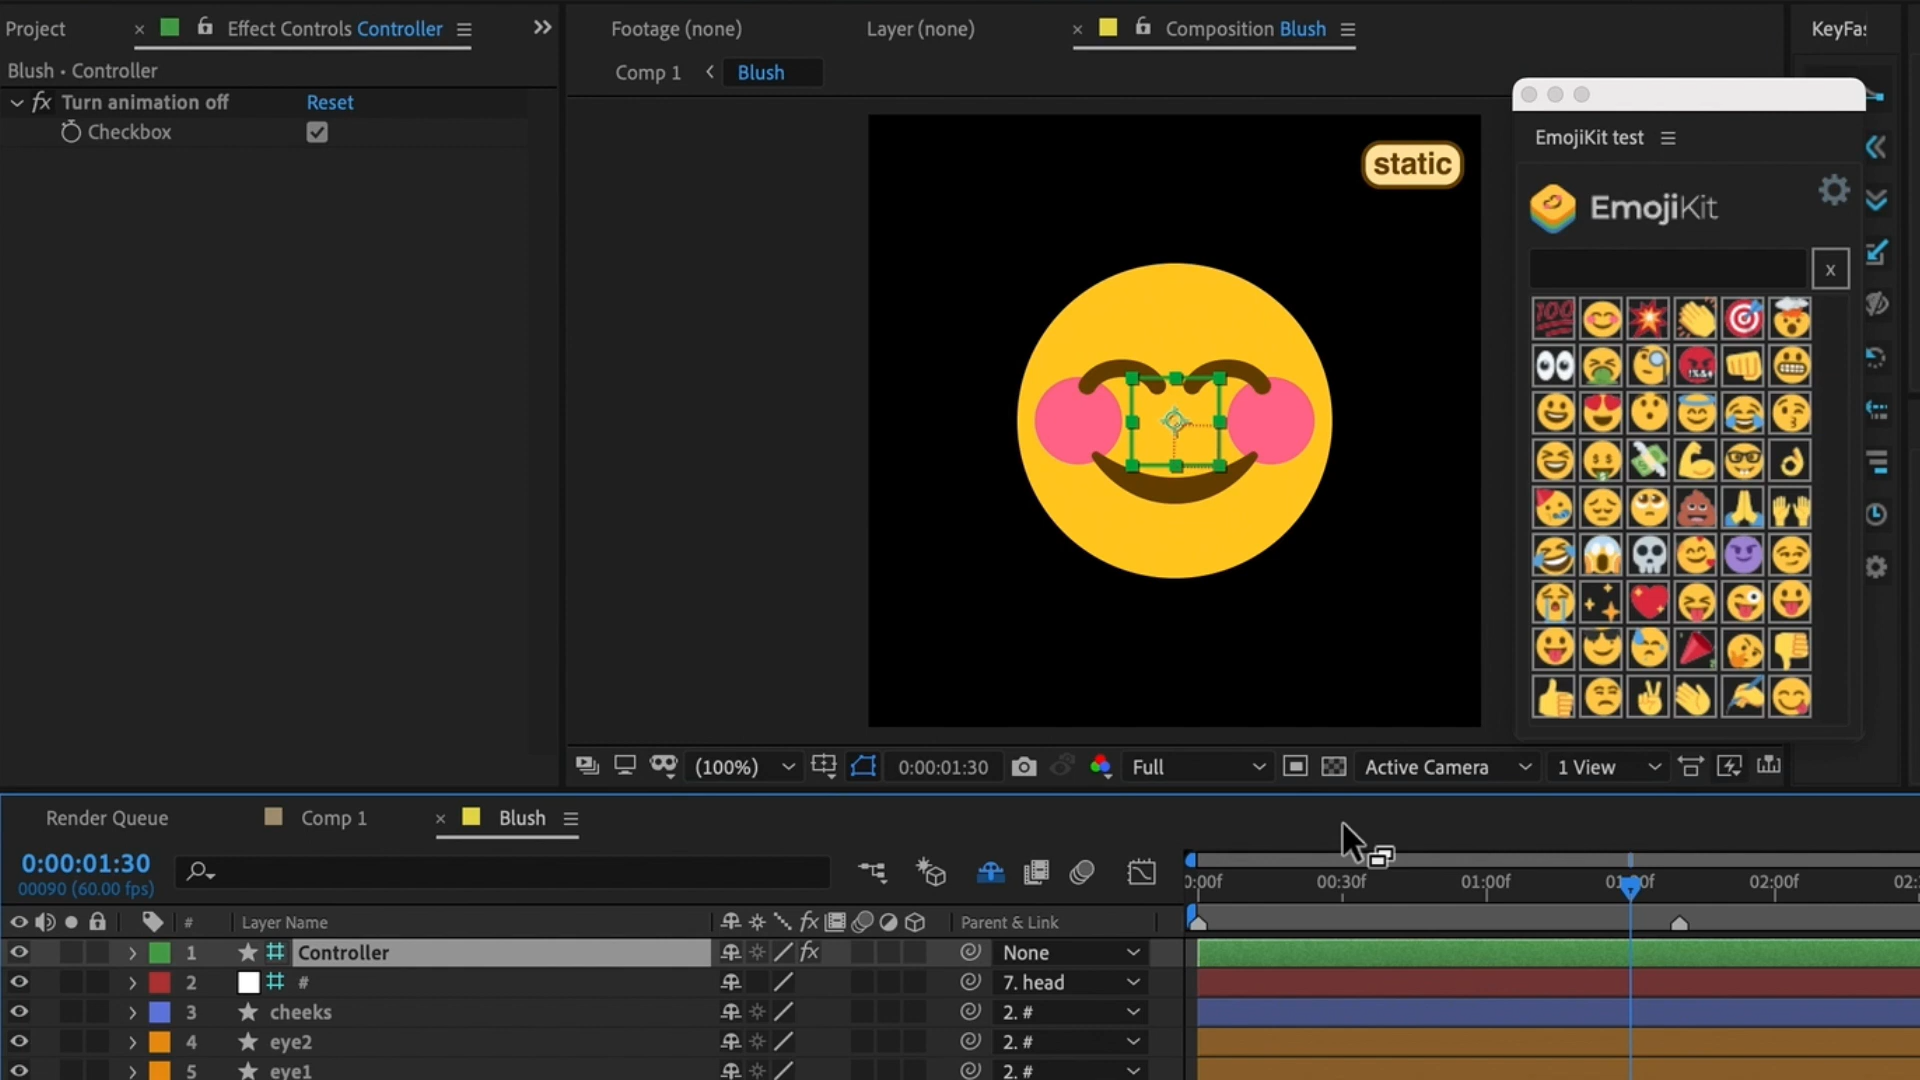 Project
× Effect Controls Controller
Footage (none)
Layer (none)
× Composition Blush
KeyFas
Blush • Controller
Comp 1 < Blush
fx Turn animation off Reset
Checkbox
static
EmojiKit test
EmojiKit
x
(100%)
0:00:01:30
Full
Active Camera
1 View
Render Queue
Comp 1
× Blush
0:00:01:30
00090 (60.00 fps)
0:00f 00:30f 01:00f 01:30f 02:00f 02:
# Layer Name fx Parent & Link
1 Controller fx None
2 # 7. head
3 cheeks 2. #
4 eye2 2. #
5 eye1 2. #